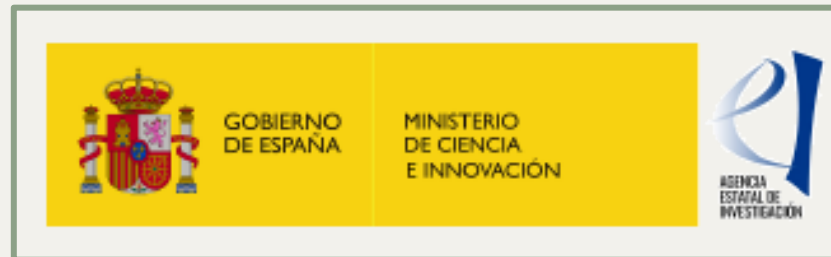 GOBIERNO
DE ESPAÑA
MINISTERIO
DE CIENCIA
E INNOVACIÓN
AGENCIA
ESTATAL DE
INVESTIGACIÓN